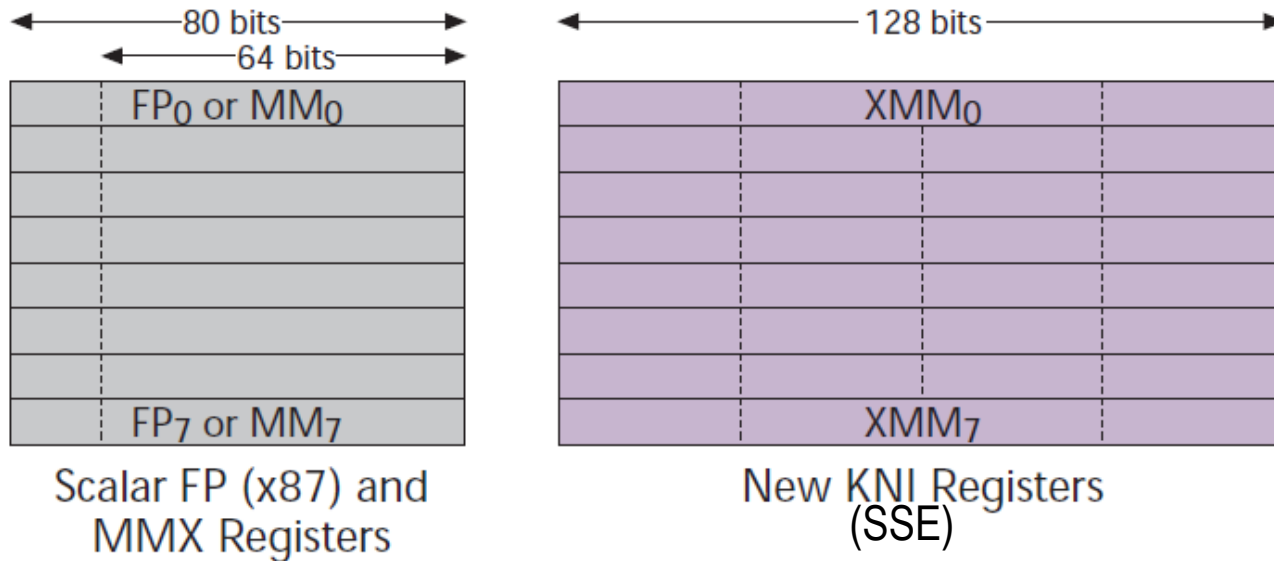 80 bits
64 bits
FP0 or MM0
FP7 or MM7
Scalar FP (x87) and
MMX Registers
128 bits
XMM0
XMM7
New KNI Registers
(SSE)